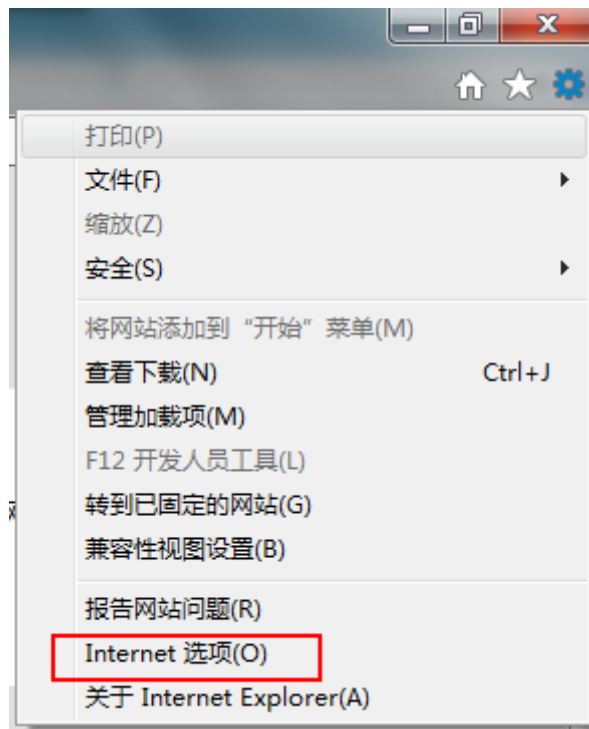 打印(P)
文件(F)
缩放(Z)
安全(S)
将网站添加到“开始”菜单(M)
查看下载(N) Ctrl+J
管理加载项(M)
F12 开发人员工具(L)
转到已固定的网站(G)
兼容性视图设置(B)
报告网站问题(R)
Internet 选项(O)
关于 Internet Explorer(A)